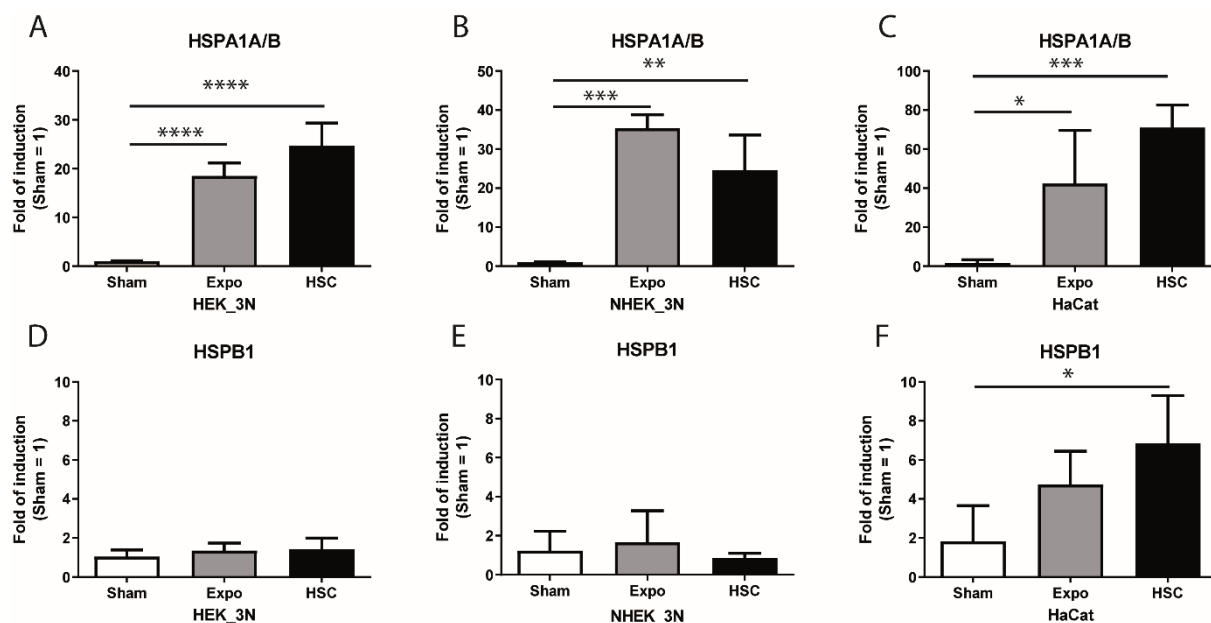 A
HSPA1A/B
Fold of induction
(Sham = 1)
40
30
20
10
0
****
****
Sham Expo HSC
HEK_3N
B
HSPA1A/B
Fold of induction
(Sham = 1)
50
40
30
20
10
0
**
***
Sham Expo HSC
NHEK_3N
C
HSPA1A/B
Fold of induction
(Sham = 1)
100
80
60
40
20
0
***
*
Sham Expo HSC
HaCat
D
HSPB1
Fold of induction
(Sham = 1)
10
8
6
4
2
0
Sham Expo HSC
HEK_3N
E
HSPB1
Fold of induction
(Sham = 1)
10
8
6
4
2
0
Sham Expo HSC
NHEK_3N
F
HSPB1
Fold of induction
(Sham = 1)
10
8
6
4
2
0
*
Sham Expo HSC
HaCat